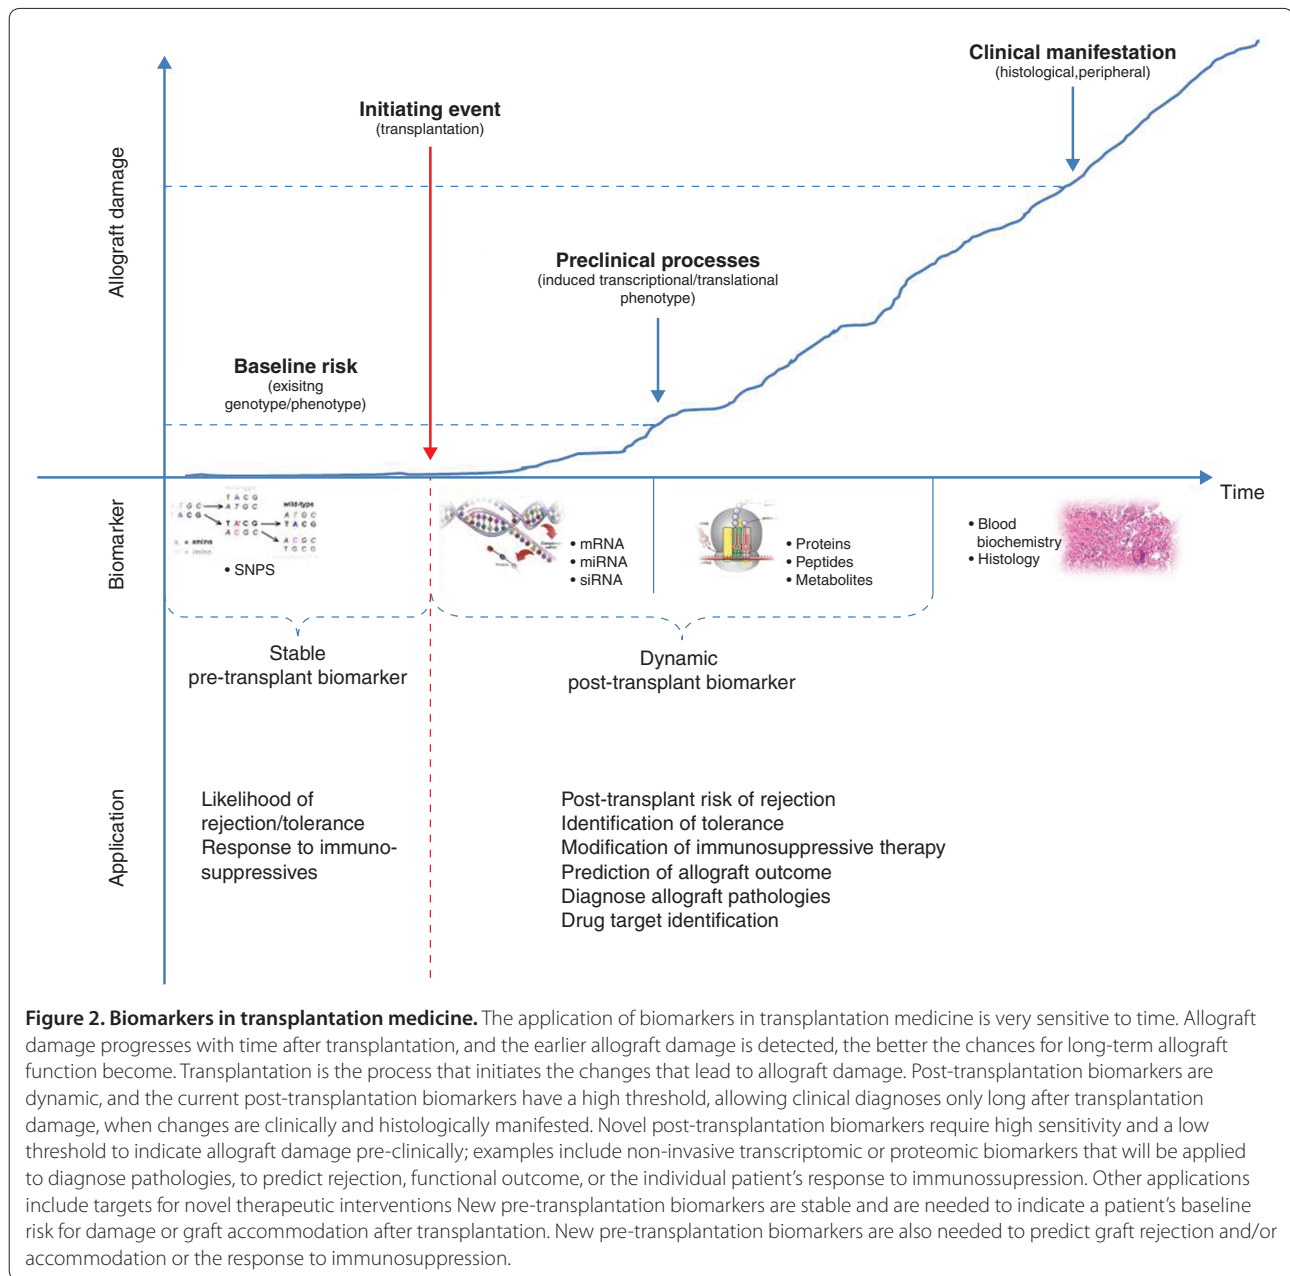 Clinical manifestation
(histological,peripheral)
Initiating event
(transplantation)
Allograft damage
Preclinical processes
(induced transcriptional/translational
phenotype)
Baseline risk
(exisitng
genotype/phenotype)
Time
Biomarker
T A C G
A T G C
wild-type
A T G C
T A C G
T A C G
A C G C
A C G C
T G C G
• SNPS
• mRNA
• miRNA
• siRNA
• Proteins
• Peptides
• Metabolites
• Blood
biochemistry
• Histology
Stable
pre-transplant biomarker
Dynamic
post-transplant biomarker
Application
Likelihood of
rejection/tolerance
Response to immuno-
suppressives
Post-transplant risk of rejection
Identification of tolerance
Modification of immunosuppressive therapy
Prediction of allograft outcome
Diagnose allograft pathologies
Drug target identification
Figure 2. Biomarkers in transplantation medicine. The application of biomarkers in transplantation medicine is very sensitive to time. Allograft
damage progresses with time after transplantation, and the earlier allograft damage is detected, the better the chances for long-term allograft
function become. Transplantation is the process that initiates the changes that lead to allograft damage. Post-transplantation biomarkers are
dynamic, and the current post-transplantation biomarkers have a high threshold, allowing clinical diagnoses only long after transplantation
damage, when changes are clinically and histologically manifested. Novel post-transplantation biomarkers require high sensitivity and a low
threshold to indicate allograft damage pre-clinically; examples include non-invasive transcriptomic or proteomic biomarkers that will be applied
to diagnose pathologies, to predict rejection, functional outcome, or the individual patient's response to immunossupression. Other applications
include targets for novel therapeutic interventions New pre-transplantation biomarkers are stable and are needed to indicate a patient's baseline
risk for damage or graft accommodation after transplantation. New pre-transplantation biomarkers are also needed to predict graft rejection and/or
accommodation or the response to immunosuppression.